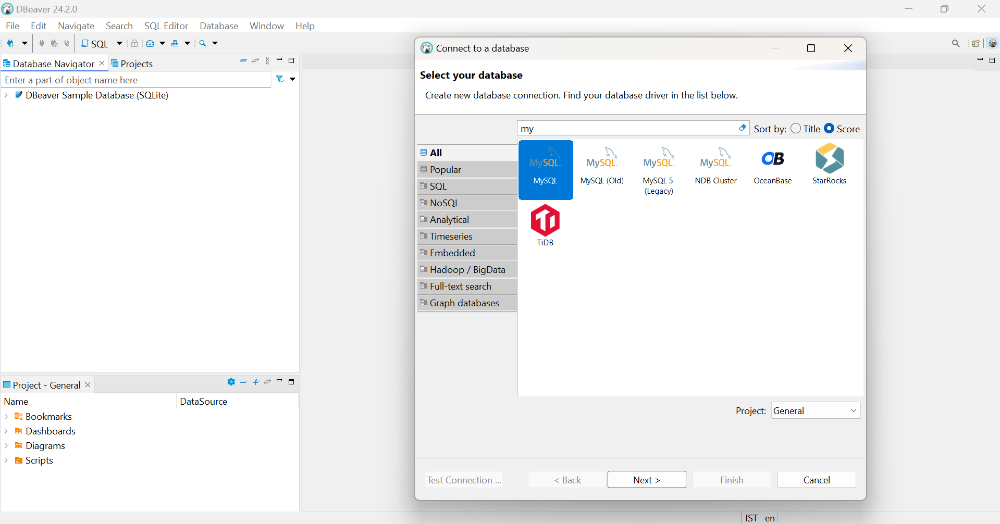 DBeaver 24.2.0
File Edit Navigate Search SQL Editor Database Window Help
SQL
Database Navigator Projects
Enter a part of object name here
DBeaver Sample Database (SQLite)
Project - General
Name DataSource
Bookmarks
Dashboards
Diagrams
Scripts
Connect to a database
Select your database
Create new database connection. Find your database driver in the list below.
my
Sort by: Title Score
All
Popular
SQL
NoSQL
Analytical
Timeseries
Embedded
Hadoop / BigData
Full-text search
Graph databases
MySQL MySQL MySQL MySQL OB
MySQL MySQL (Old) MySQL 5 (Legacy) NDB Cluster OceanBase StarRocks
TiDB
Project: General
Test Connection ... < Back Next > Finish Cancel
IST en